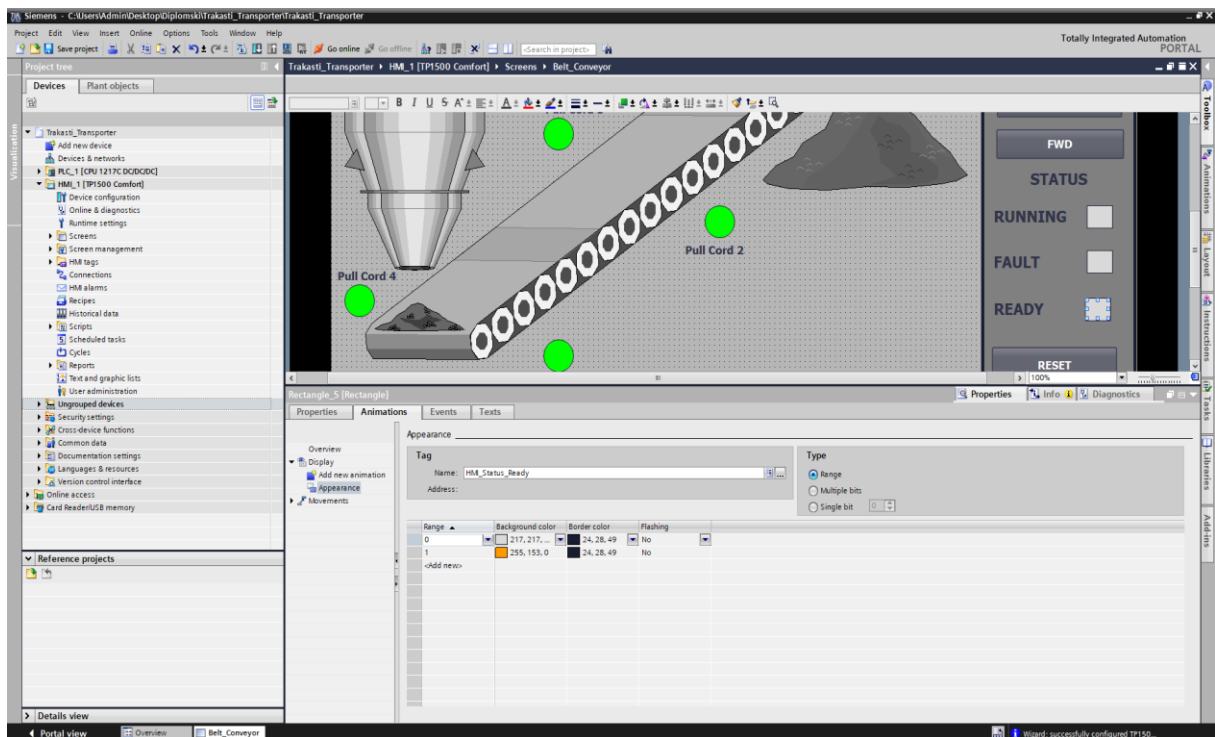 Siemens - C:\Users\Admin\Desktop\Diplomski\Trakasti_Transporter\Trakasti_Transporter
Project Edit View Insert Online Options Tools Window Help
Totally Integrated Automation
PORTAL
Save project
Go online
Go offline
<Search in project>
Project tree
Trakasti_Transporter ▸ HMI_1 [TP1500 Comfort] ▸ Screens ▸ Belt_Conveyor
Devices
Plant objects
Visualization
Trakasti_Transporter
Add new device
Devices & networks
PLC_1 [CPU 1217C DC/DC/DC]
HMI_1 [TP1500 Comfort]
Device configuration
Online & diagnostics
Runtime settings
Screens
Screen management
HMI tags
Connections
HMI alarms
Recipes
Historical data
Scripts
Scheduled tasks
Cycles
Reports
Text and graphic lists
User administration
Ungrouped devices
Security settings
Cross-device functions
Common data
Documentation settings
Languages & resources
Version control interface
Online access
Card Reader/USB memory
Reference projects
Details view
Pull Cord 2
Pull Cord 4
FWD
STATUS
RUNNING
FAULT
READY
RESET
100%
Rectangle_5 [Rectangle]
Properties
Info
Diagnostics
Properties
Animations
Events
Texts
Overview
Display
Add new animation
Appearance
Movements
Appearance
Tag
Name: HMI_Status_Ready
Address:
Type
Range
Multiple bits
Single bit 0
Range Background color Border color Flashing
0 217, 217, ... 24, 28, 49 No
1 255, 153, 0 24, 28, 49 No
<Add new>
Toolbox
Animations
Layout
Instructions
Tasks
Libraries
Add-ins
Portal view
Overview
Belt_Conveyor
Wizard: successfully configured TP150...